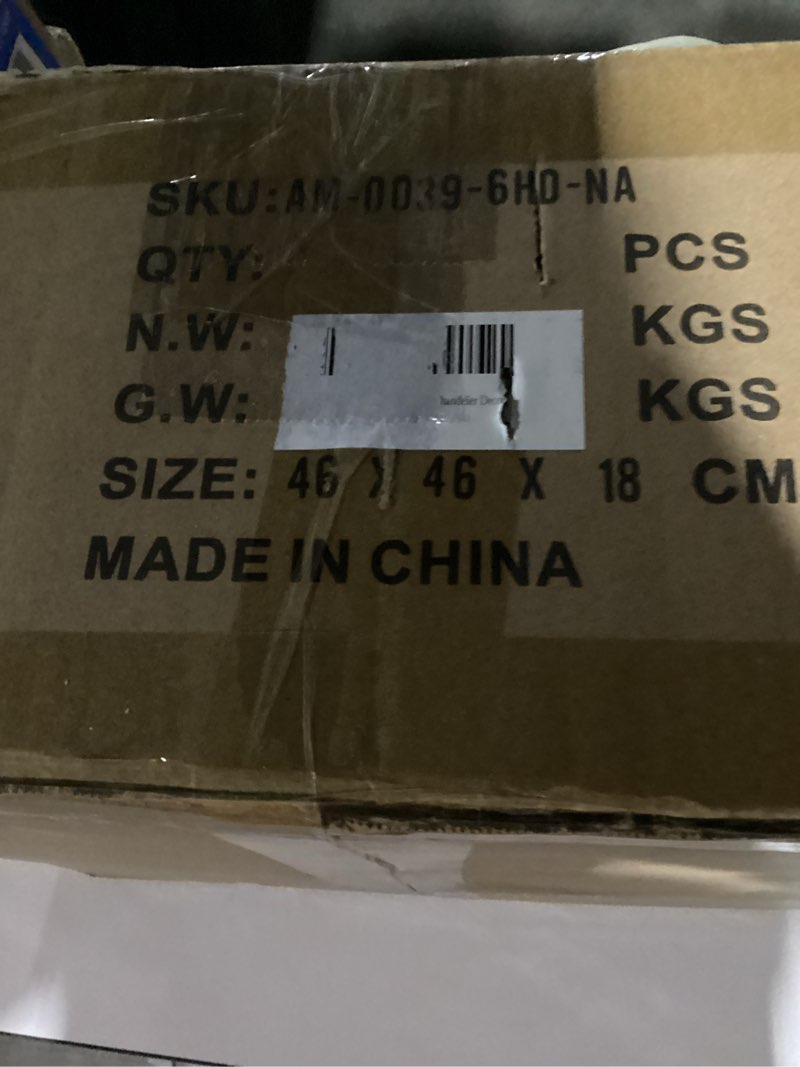 SKU:AM-0039-6HD-NA
QTY: PCS
N.W: KGS
G.W: KGS
SIZE: 46 X 46 X 18 CM
MADE IN CHINA